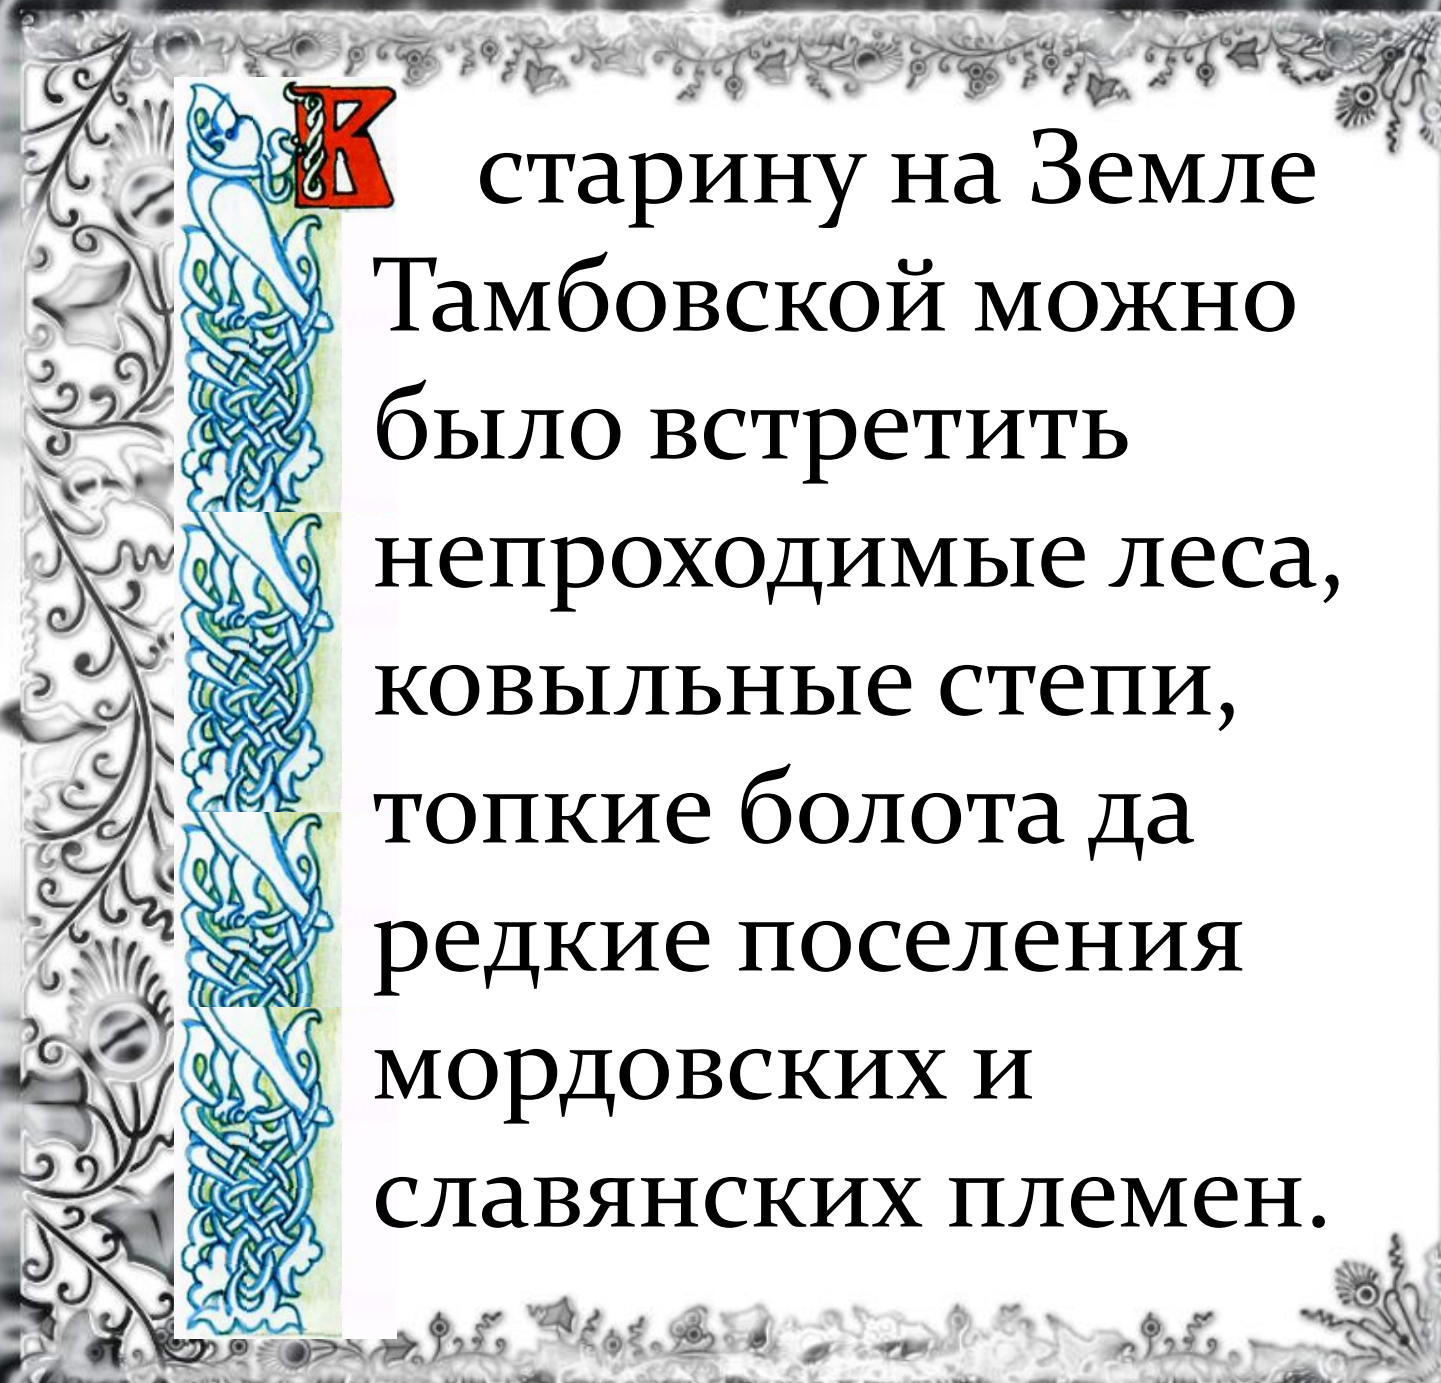 В старину на Земле
Тамбовской можно
было встретить
непроходимые леса,
ковыльные степи,
топкие болота да
редкие поселения
мордовских и
славянских племен.